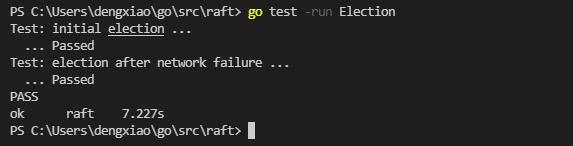 PS C:\Users\dengxiao\go\src\raft> go test -run Election
Test: initial election ...
  ... Passed
Test: election after network failure ...
  ... Passed
PASS
ok      raft    7.227s
PS C:\Users\dengxiao\go\src\raft>